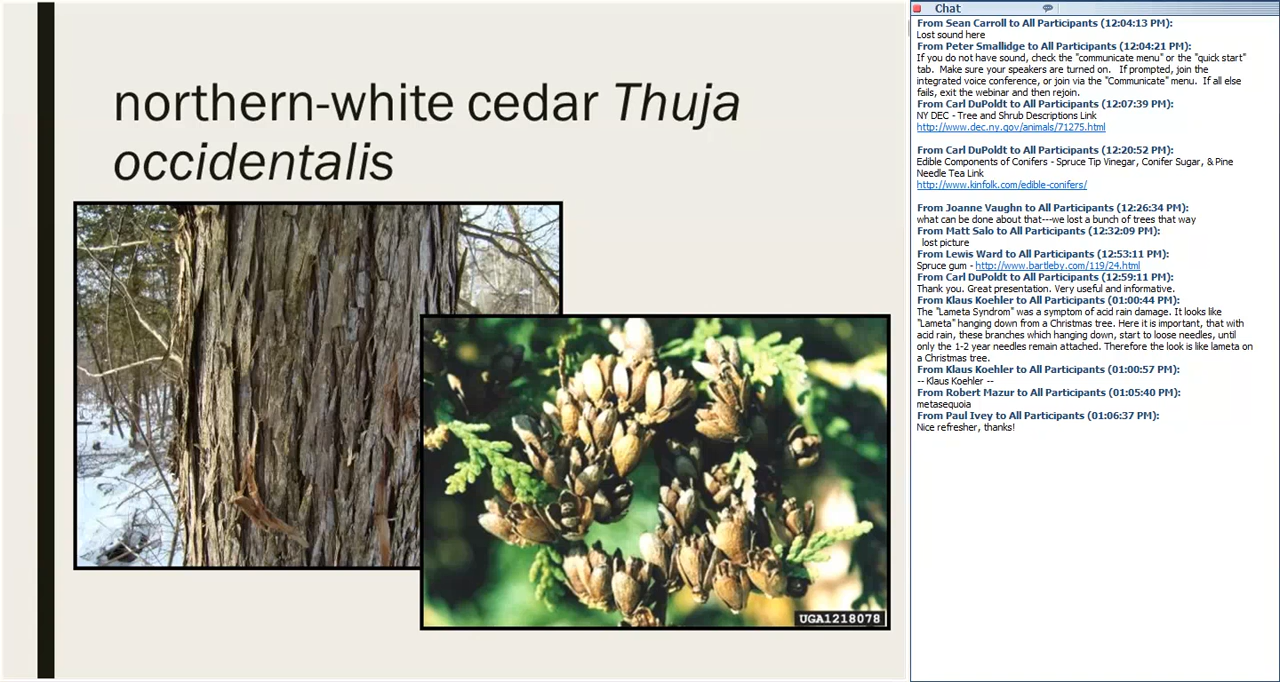 northern-white cedar Thuja
occidentalis
UGA1218078
Chat
From Sean Carroll to All Participants (12:04:13 PM):
Lost sound here
From Peter Smallidge to All Participants (12:04:21 PM):
If you do not have sound, check the "communicate menu" or the "quick start"
tab. Make sure your speakers are turned on. If prompted, join the
integrated voice conference, or join via the "Communicate" menu. If all else
fails, exit the webinar and then rejoin.
From Carl DuPoldt to All Participants (12:07:39 PM):
NY DEC - Tree and Shrub Descriptions Link
http://www.dec.ny.gov/animals/71275.html
From Carl DuPoldt to All Participants (12:20:52 PM):
Edible Components of Conifers - Spruce Tip Vinegar, Conifer Sugar, & Pine
Needle Tea Link
http://www.kinfolk.com/edible-conifers/
From Joanne Vaughn to All Participants (12:26:34 PM):
what can be done about that---we lost a bunch of trees that way
From Matt Salo to All Participants (12:32:09 PM):
lost picture
From Lewis Ward to All Participants (12:53:11 PM):
Spruce gum - http://www.bartleby.com/119/24.html
From Carl DuPoldt to All Participants (12:59:11 PM):
Thank you. Great presentation. Very useful and informative.
From Klaus Koehler to All Participants (01:00:44 PM):
The "Lameta Syndrom" was a symptom of acid rain damage. It looks like
"Lameta" hanging down from a Christmas tree. Here it is important, that with
acid rain, these branches which hanging down, start to loose needles, until
only the 1-2 year needles remain attached. Therefore the look is like lameta on
a Christmas tree.
From Klaus Koehler to All Participants (01:00:57 PM):
-- Klaus Koehler --
From Robert Mazur to All Participants (01:05:40 PM):
metasequoia
From Paul Ivey to All Participants (01:06:37 PM):
Nice refresher, thanks!